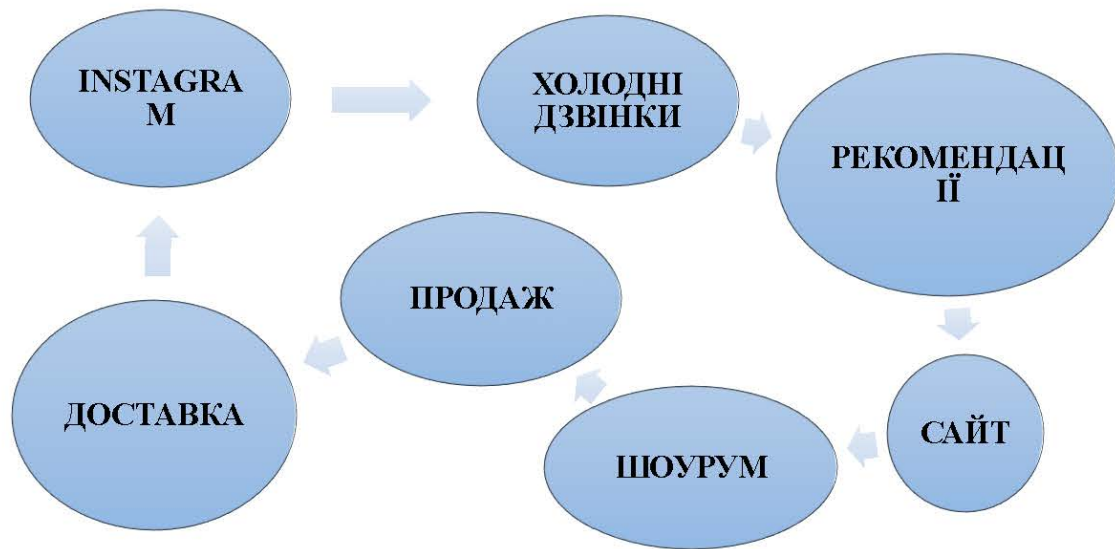 INSTAGRA
M
ХОЛОДНІ
ДЗВІНКИ
РЕКОМЕНДАЦ
ІЇ
САЙТ
ШОУРУМ
ПРОДАЖ
ДОСТАВКА